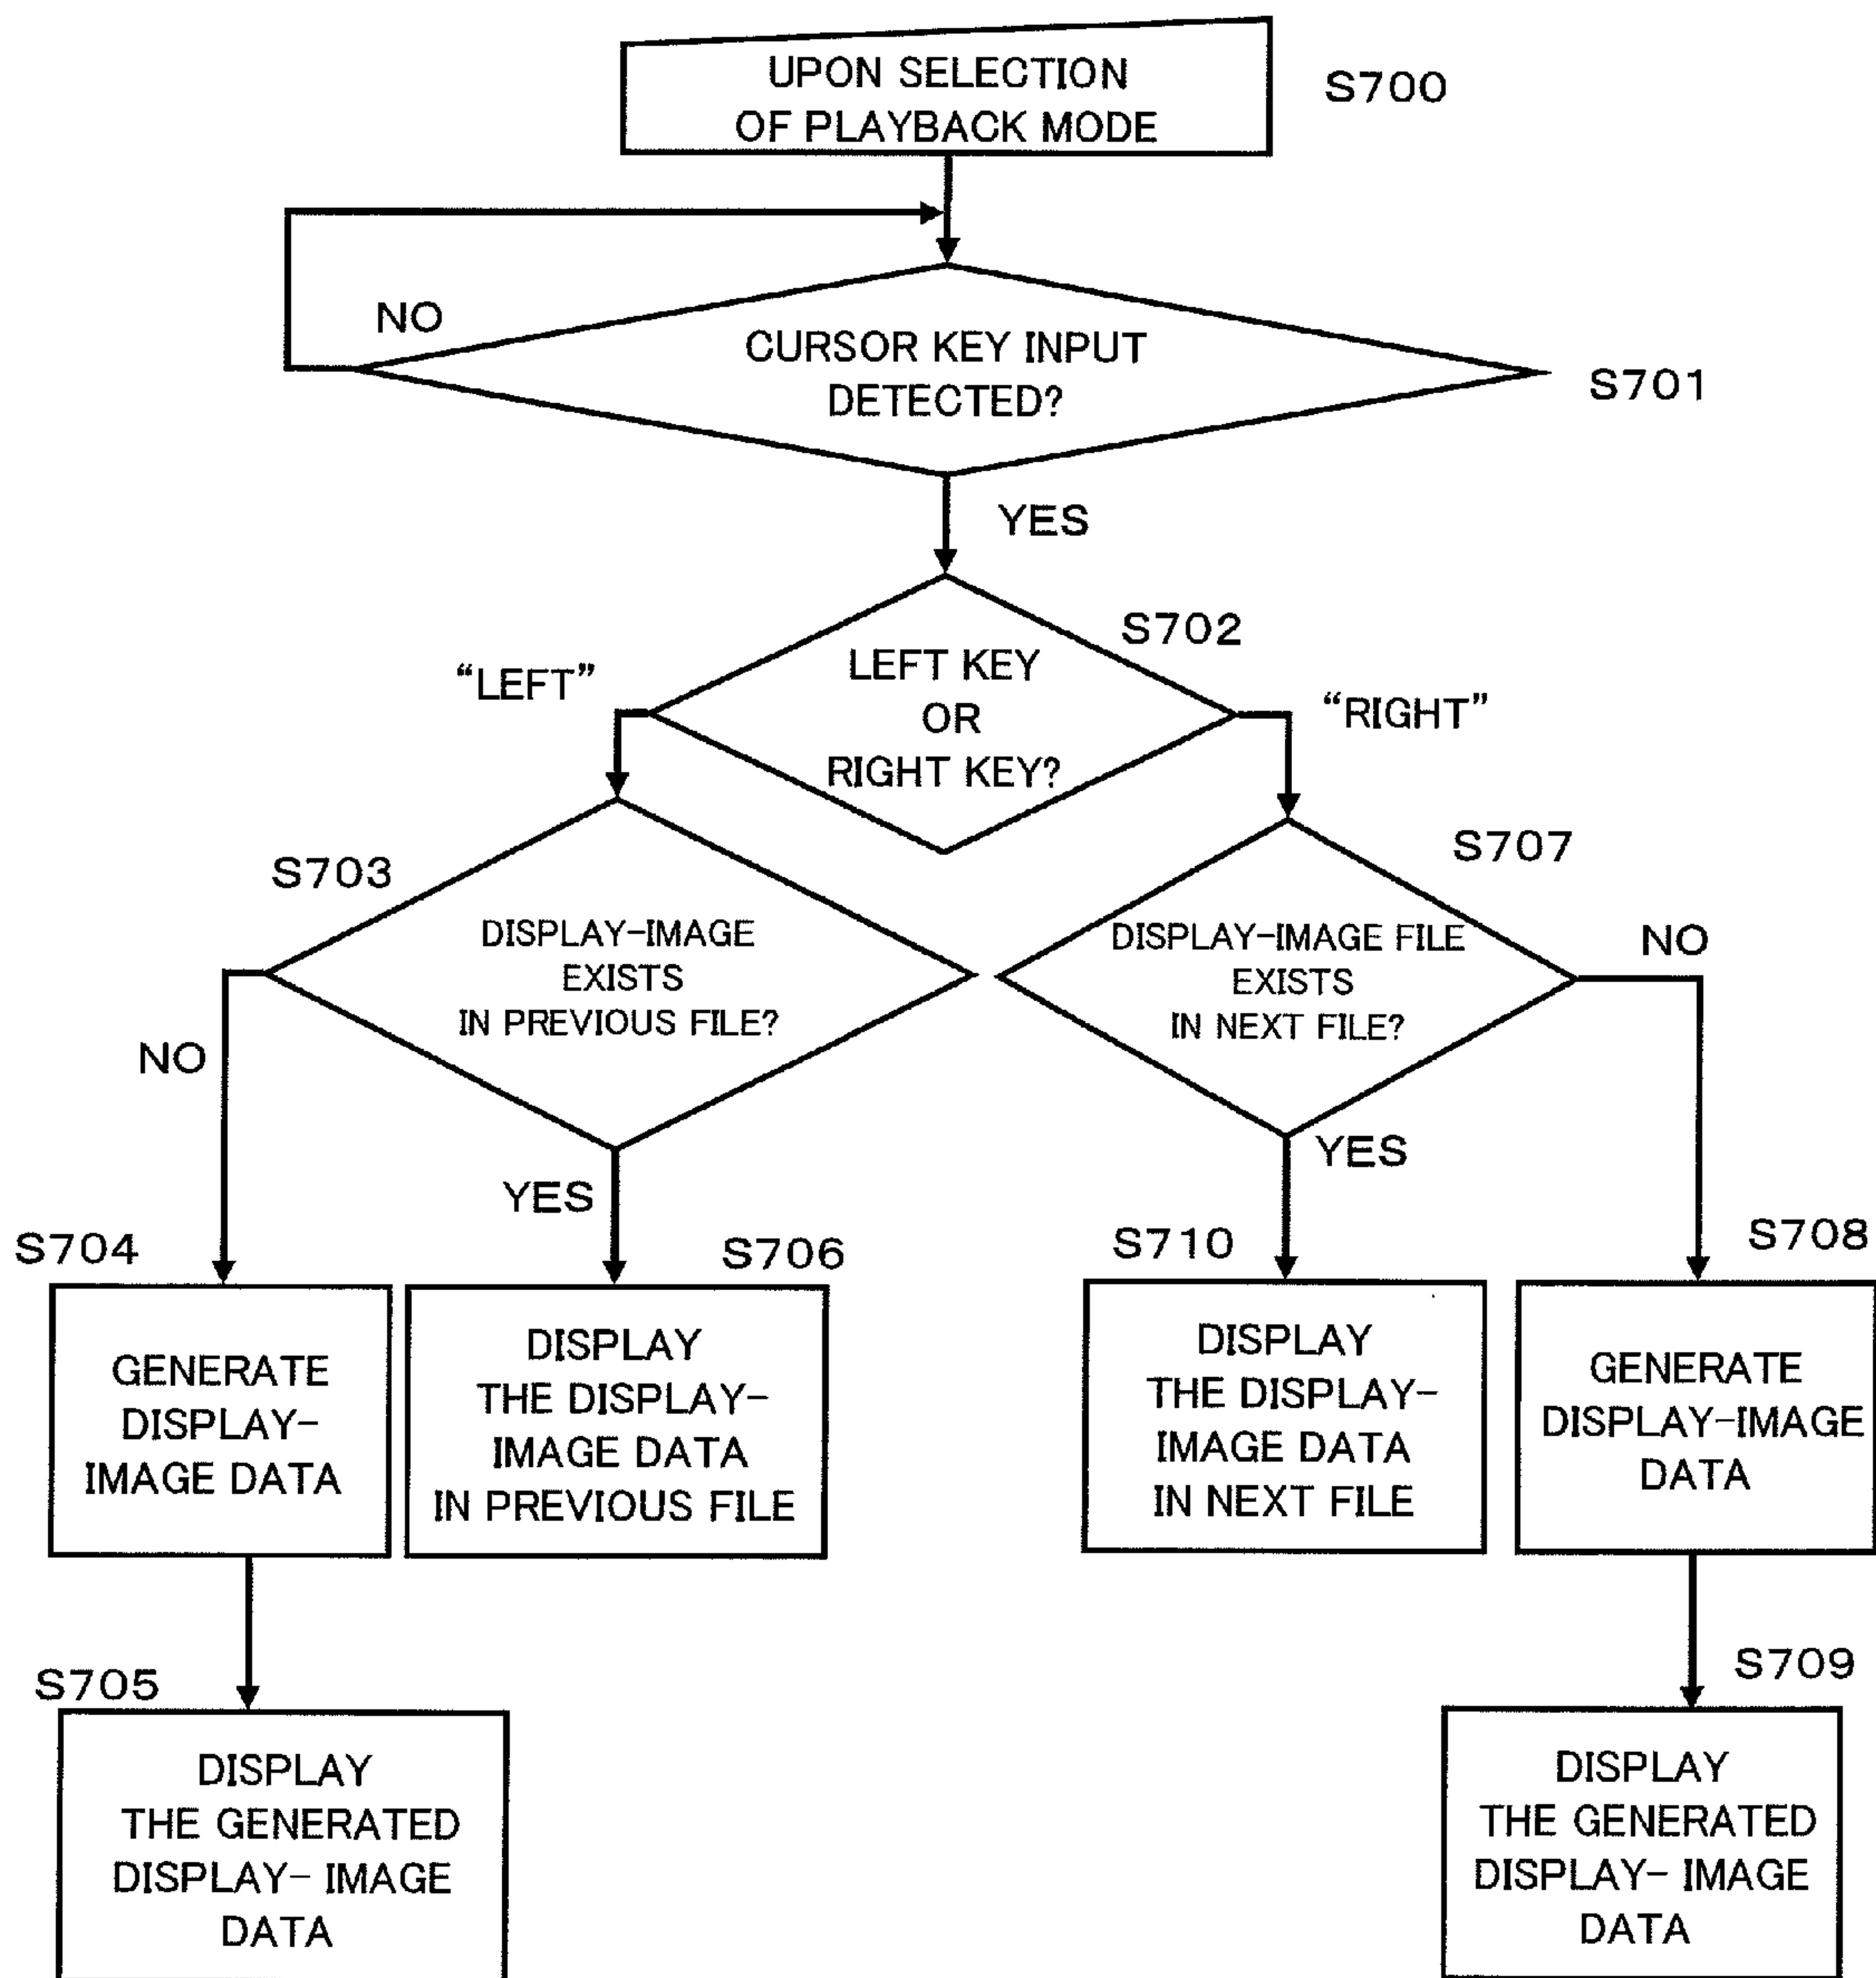 UPON SELECTION
OF PLAYBACK MODE
S700
NO
CURSOR KEY INPUT
DETECTED?
S701
YES
S702
"LEFT"
LEFT KEY
OR
RIGHT KEY?
"RIGHT"
S703
DISPLAY-IMAGE
EXISTS
IN PREVIOUS FILE?
NO
YES
S707
DISPLAY-IMAGE FILE
EXISTS
IN NEXT FILE?
NO
YES
S704
GENERATE
DISPLAY-
IMAGE DATA
S706
DISPLAY
THE DISPLAY-
IMAGE DATA
IN PREVIOUS FILE
S710
DISPLAY
THE DISPLAY-
IMAGE DATA
IN NEXT FILE
S708
GENERATE
DISPLAY-IMAGE
DATA
S705
DISPLAY
THE GENERATED
DISPLAY- IMAGE
DATA
S709
DISPLAY
THE GENERATED
DISPLAY- IMAGE
DATA